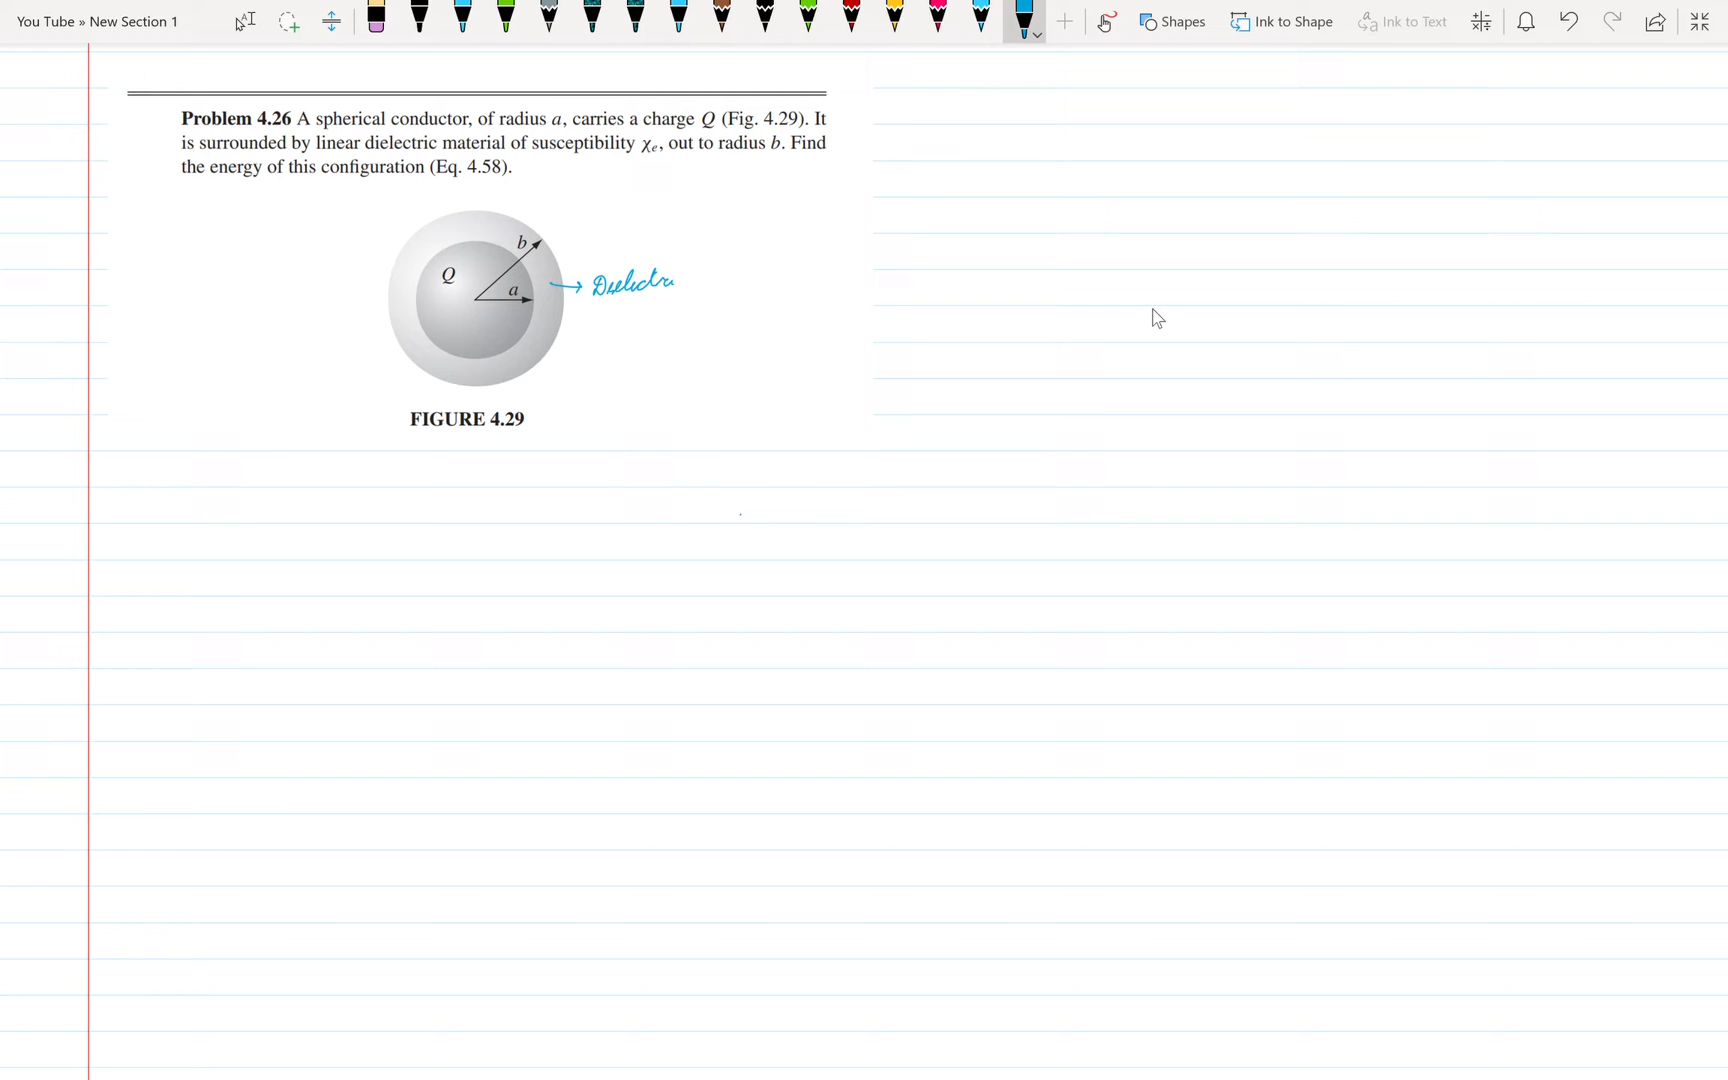 You Tube » New Section 1
Shapes
Ink to Shape
Ink to Text
Problem 4.26 A spherical conductor, of radius a, carries a charge Q (Fig. 4.29). It
is surrounded by linear dielectric material of susceptibility χe, out to radius b. Find
the energy of this configuration (Eq. 4.58).
b
Q
a
→ Dielectri
FIGURE 4.29